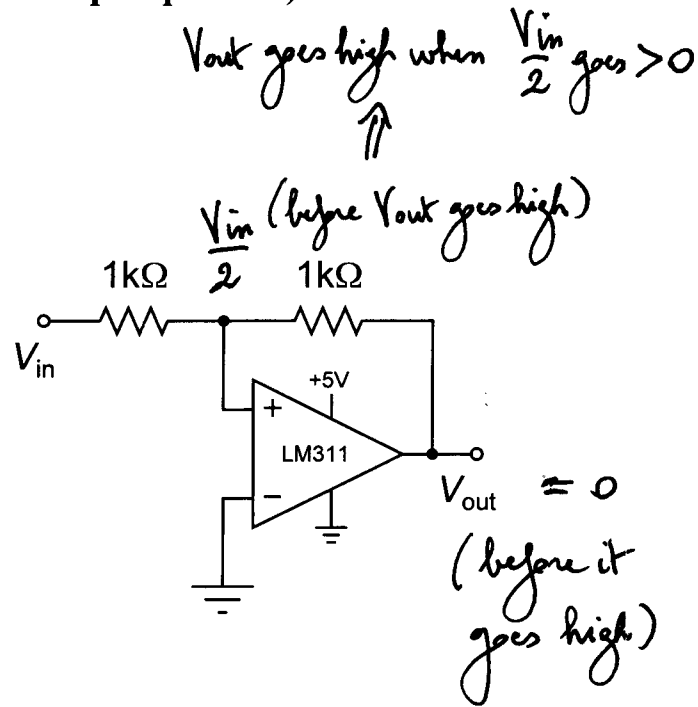 Vout goes high when Vin/2 goes > 0
⇑
Vin/2 (before Vout goes high)
1kΩ 1kΩ
Vin
+5V
+
LM311
−
Vout = 0
(before it
goes high)